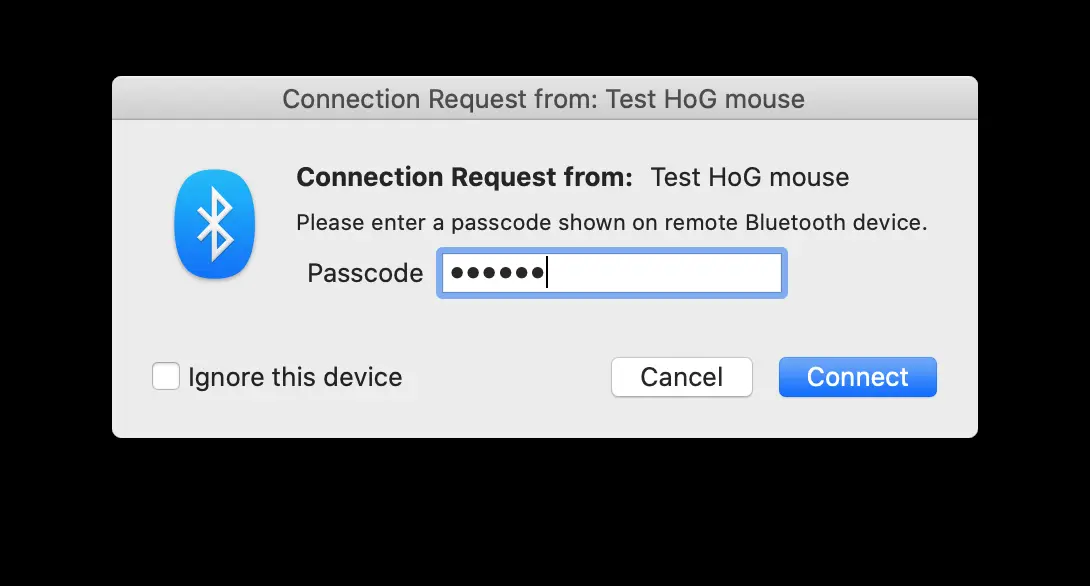 Connection Request from: Test HoG mouse
Connection Request from: Test HoG mouse
Please enter a passcode shown on remote Bluetooth device.
Passcode ••••••
Ignore this device
Cancel
Connect